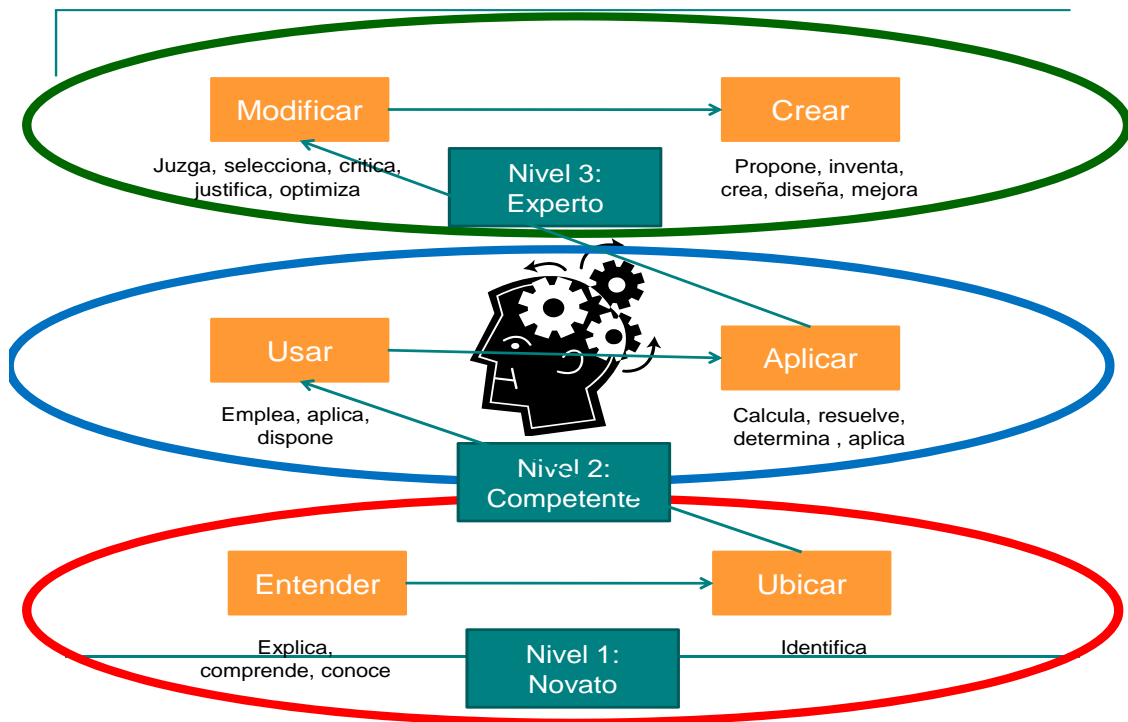 Modificar
Crear
Juzga, selecciona, critica,
justifica, optimiza
Propone, inventa,
crea, diseña, mejora
Nivel 3:
Experto
Usar
Aplicar
Emplea, aplica,
dispone
Calcula, resuelve,
determina , aplica
Nivel 2:
Competente
Entender
Ubicar
Explica,
comprende, conoce
Identifica
Nivel 1:
Novato